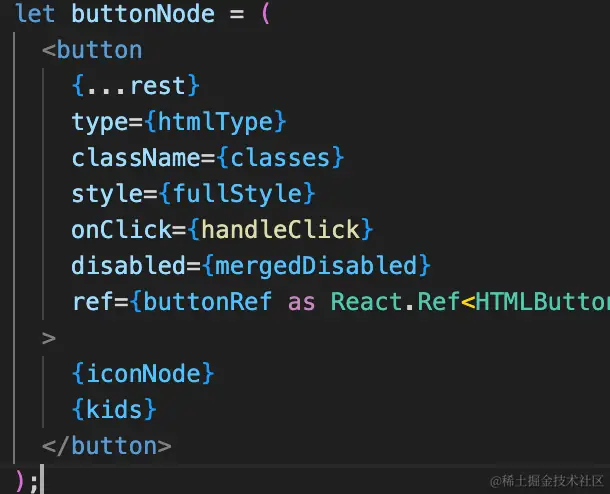 let buttonNode = (
<button
{...rest}
type={htmlType}
className={classes}
style={fullStyle}
onClick={handleClick}
disabled={mergedDisabled}
ref={buttonRef as React.Ref<HTMLButton
>
{iconNode}
{kids}
</button>
);
@稀土掘金技术社区